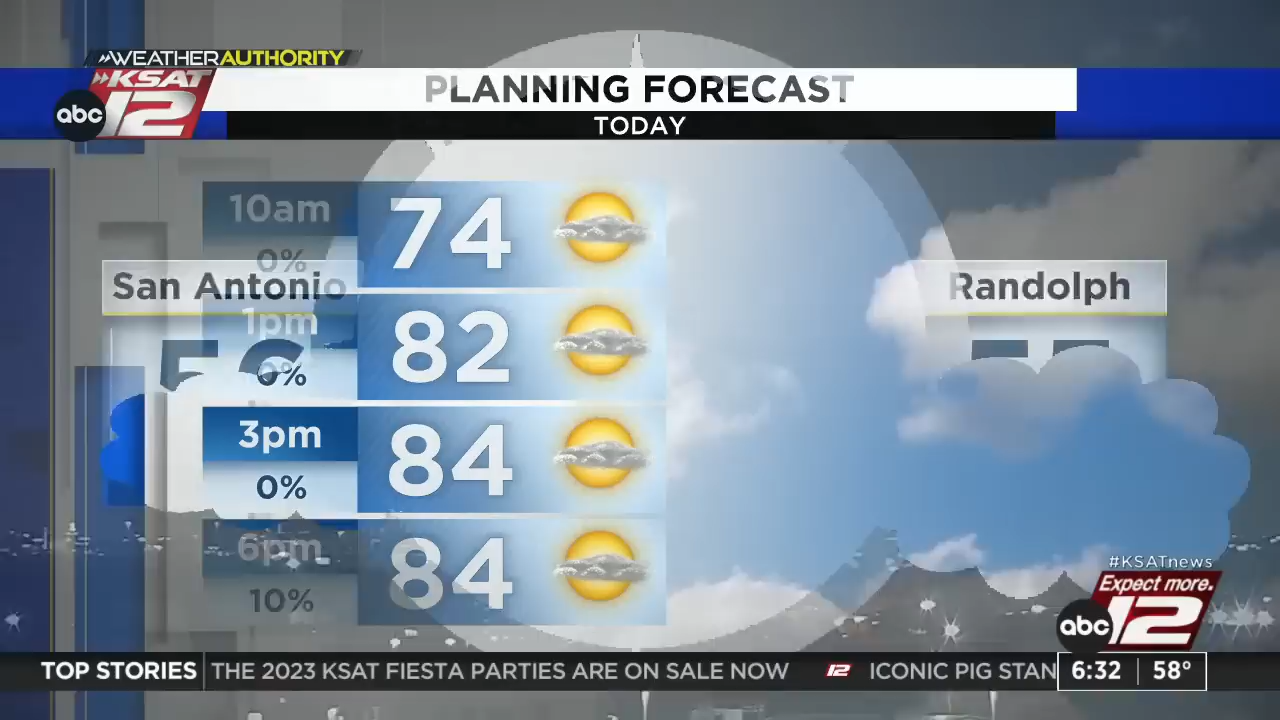 WEATHER AUTHORITY
KSAT
abc 12
PLANNING FORECAST
TODAY
10am
0%
74
San Antonio
Randolph
1pm
0%
82
3pm
0%
84
6pm
10%
84
#KSATnews
Expect more.
abc 12
TOP STORIES THE 2023 KSAT FIESTA PARTIES ARE ON SALE NOW 12 ICONIC PIG STAN 6:32 58°